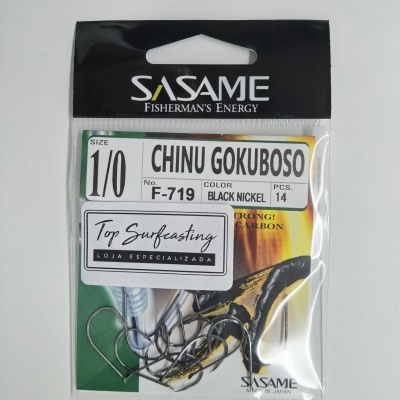 SASAME
FISHERMAN'S ENERGY
SIZE
1/0
CHINU GOKUBOSO
No. F-719
COLOR BLACK NICKEL
PCS. 14
TRONG!
CARBON
Top Surfcasting
LOJA ESPECIALIZADA
SASAME
MADE IN JAPAN